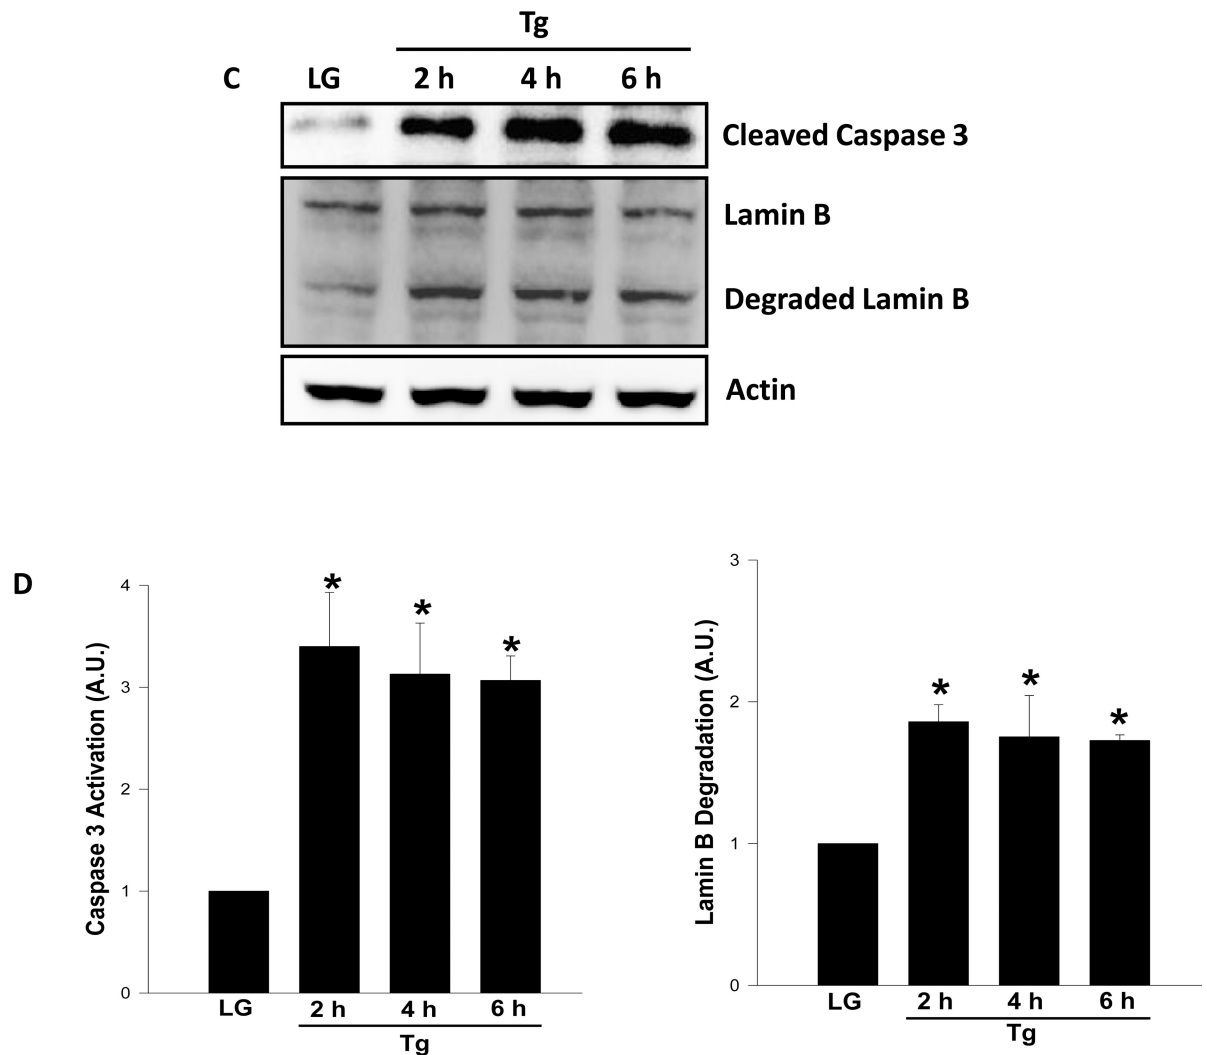 Tg
C LG 2 h 4 h 6 h
Cleaved Caspase 3
Lamin B
Degraded Lamin B
Actin
D
Caspase 3 Activation (A.U.)
4
3
2
1
0
* * *
LG 2 h 4 h 6 h
Tg
Lamin B Degradation (A.U.)
3
2
1
0
* * *
LG 2 h 4 h 6 h
Tg